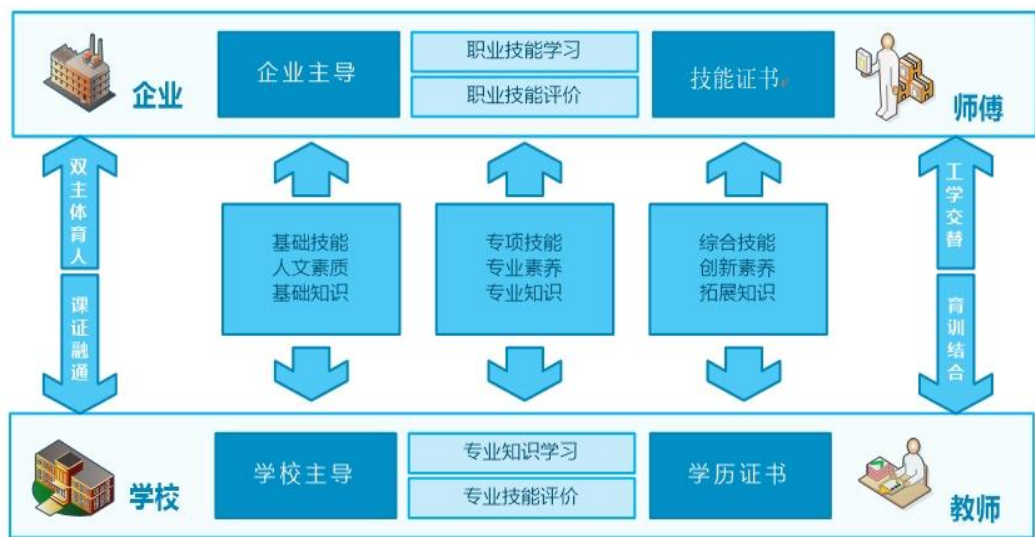 企业
企业主导
职业技能学习
职业技能评价
技能证书
师傅
双主体育人
课证融通
基础技能
人文素质
基础知识
专项技能
专业素养
专业知识
综合技能
创新素养
拓展知识
工学交替
育训结合
学校
学校主导
专业知识学习
专业技能评价
学历证书
教师